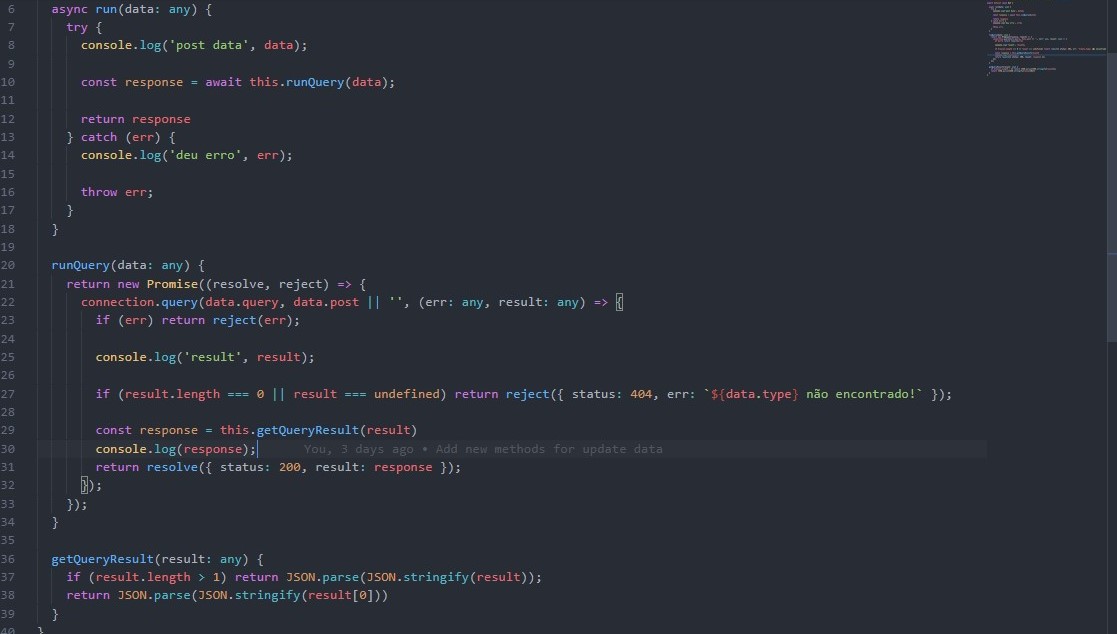 6 async run(data: any) {
7 try {
8 console.log('post data', data);
9
10 const response = await this.runQuery(data);
11
12 return response
13 } catch (err) {
14 console.log('deu erro', err);
15
16 throw err;
17 }
18 }
19
20 runQuery(data: any) {
21 return new Promise((resolve, reject) => {
22 connection.query(data.query, data.post || '', (err: any, result: any) => {
23 if (err) return reject(err);
24
25 console.log('result', result);
26
27 if (result.length === 0 || result === undefined) return reject({ status: 404, err: `${data.type} não encontrado!` });
28
29 const response = this.getQueryResult(result)
30 console.log(response); You, 3 days ago • Add new methods for update data
31 return resolve({ status: 200, result: response });
32 });
33 });
34 }
35
36 getQueryResult(result: any) {
37 if (result.length > 1) return JSON.parse(JSON.stringify(result));
38 return JSON.parse(JSON.stringify(result[0]))
39 }
40 }